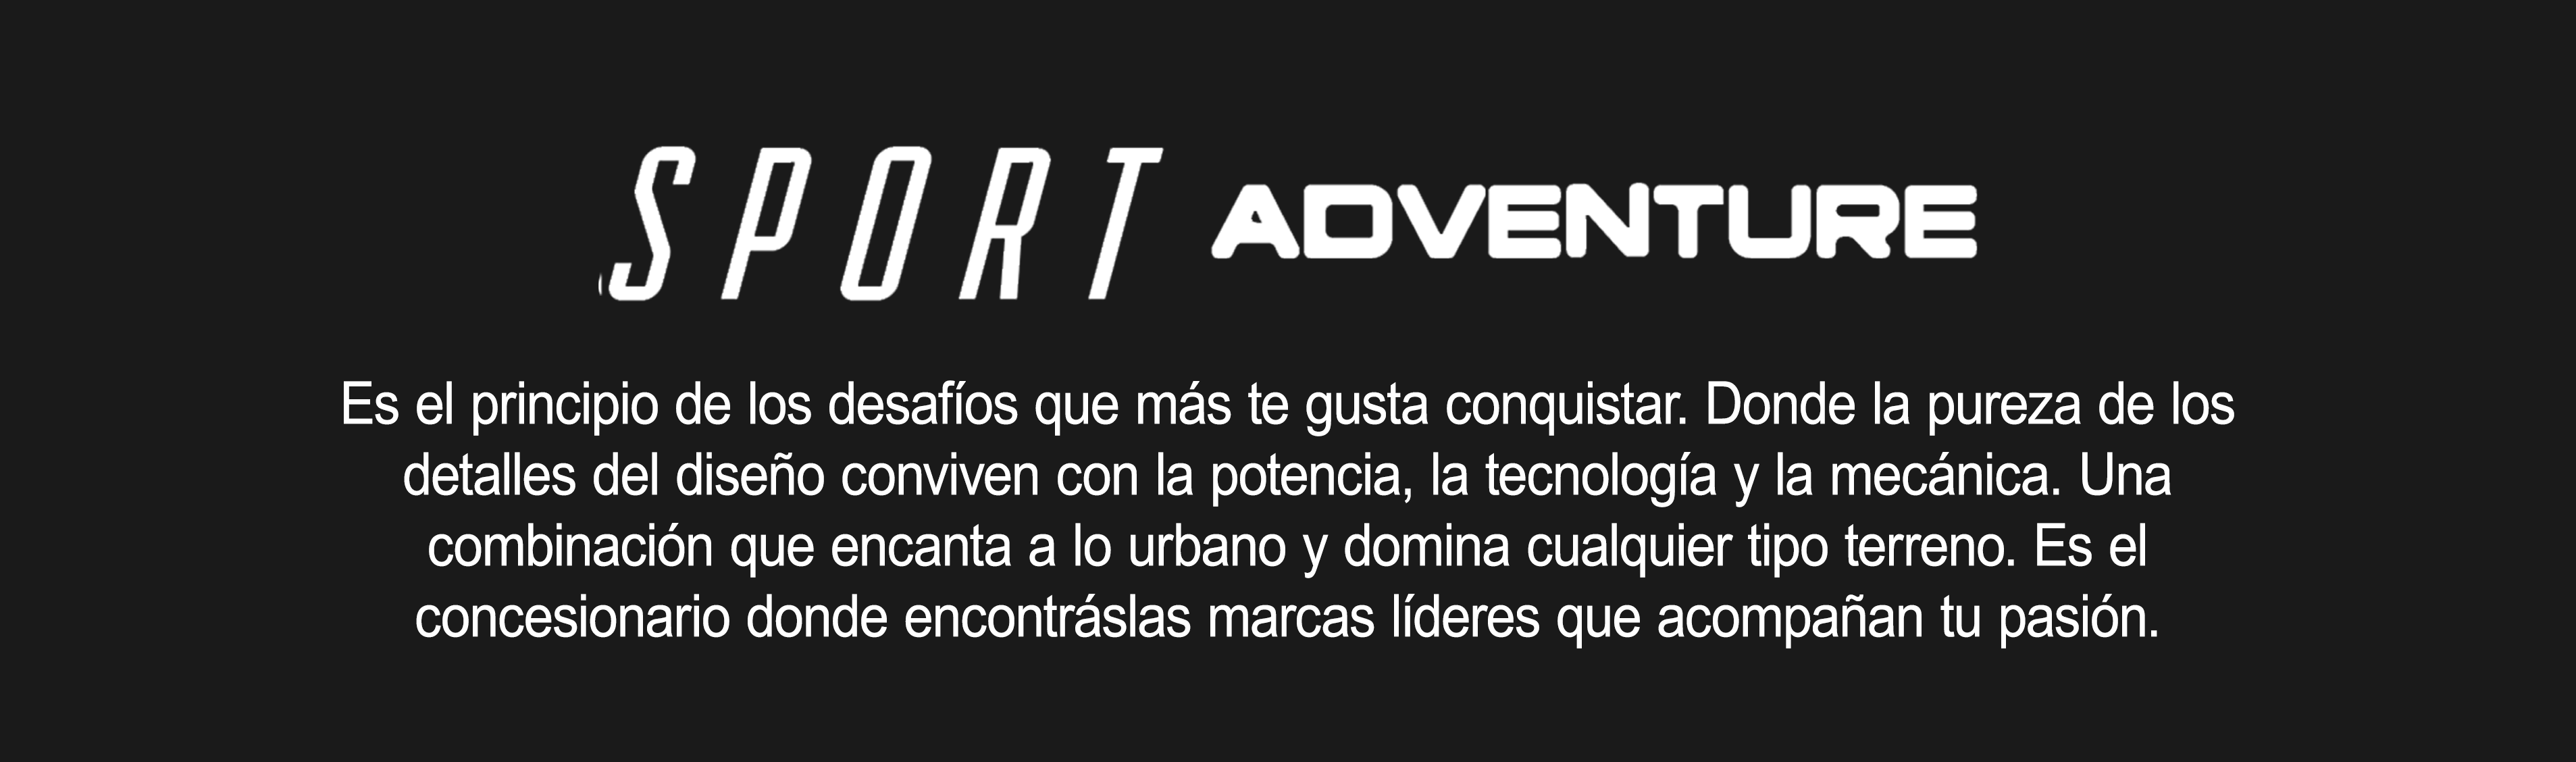 SPORT ADVENTURE
Es el principio de los desafíos que más te gusta conquistar. Donde la pureza de los
detalles del diseño conviven con la potencia, la tecnología y la mecánica. Una
combinación que encanta a lo urbano y domina cualquier tipo terreno. Es el
concesionario donde encontráslas marcas líderes que acompañan tu pasión.